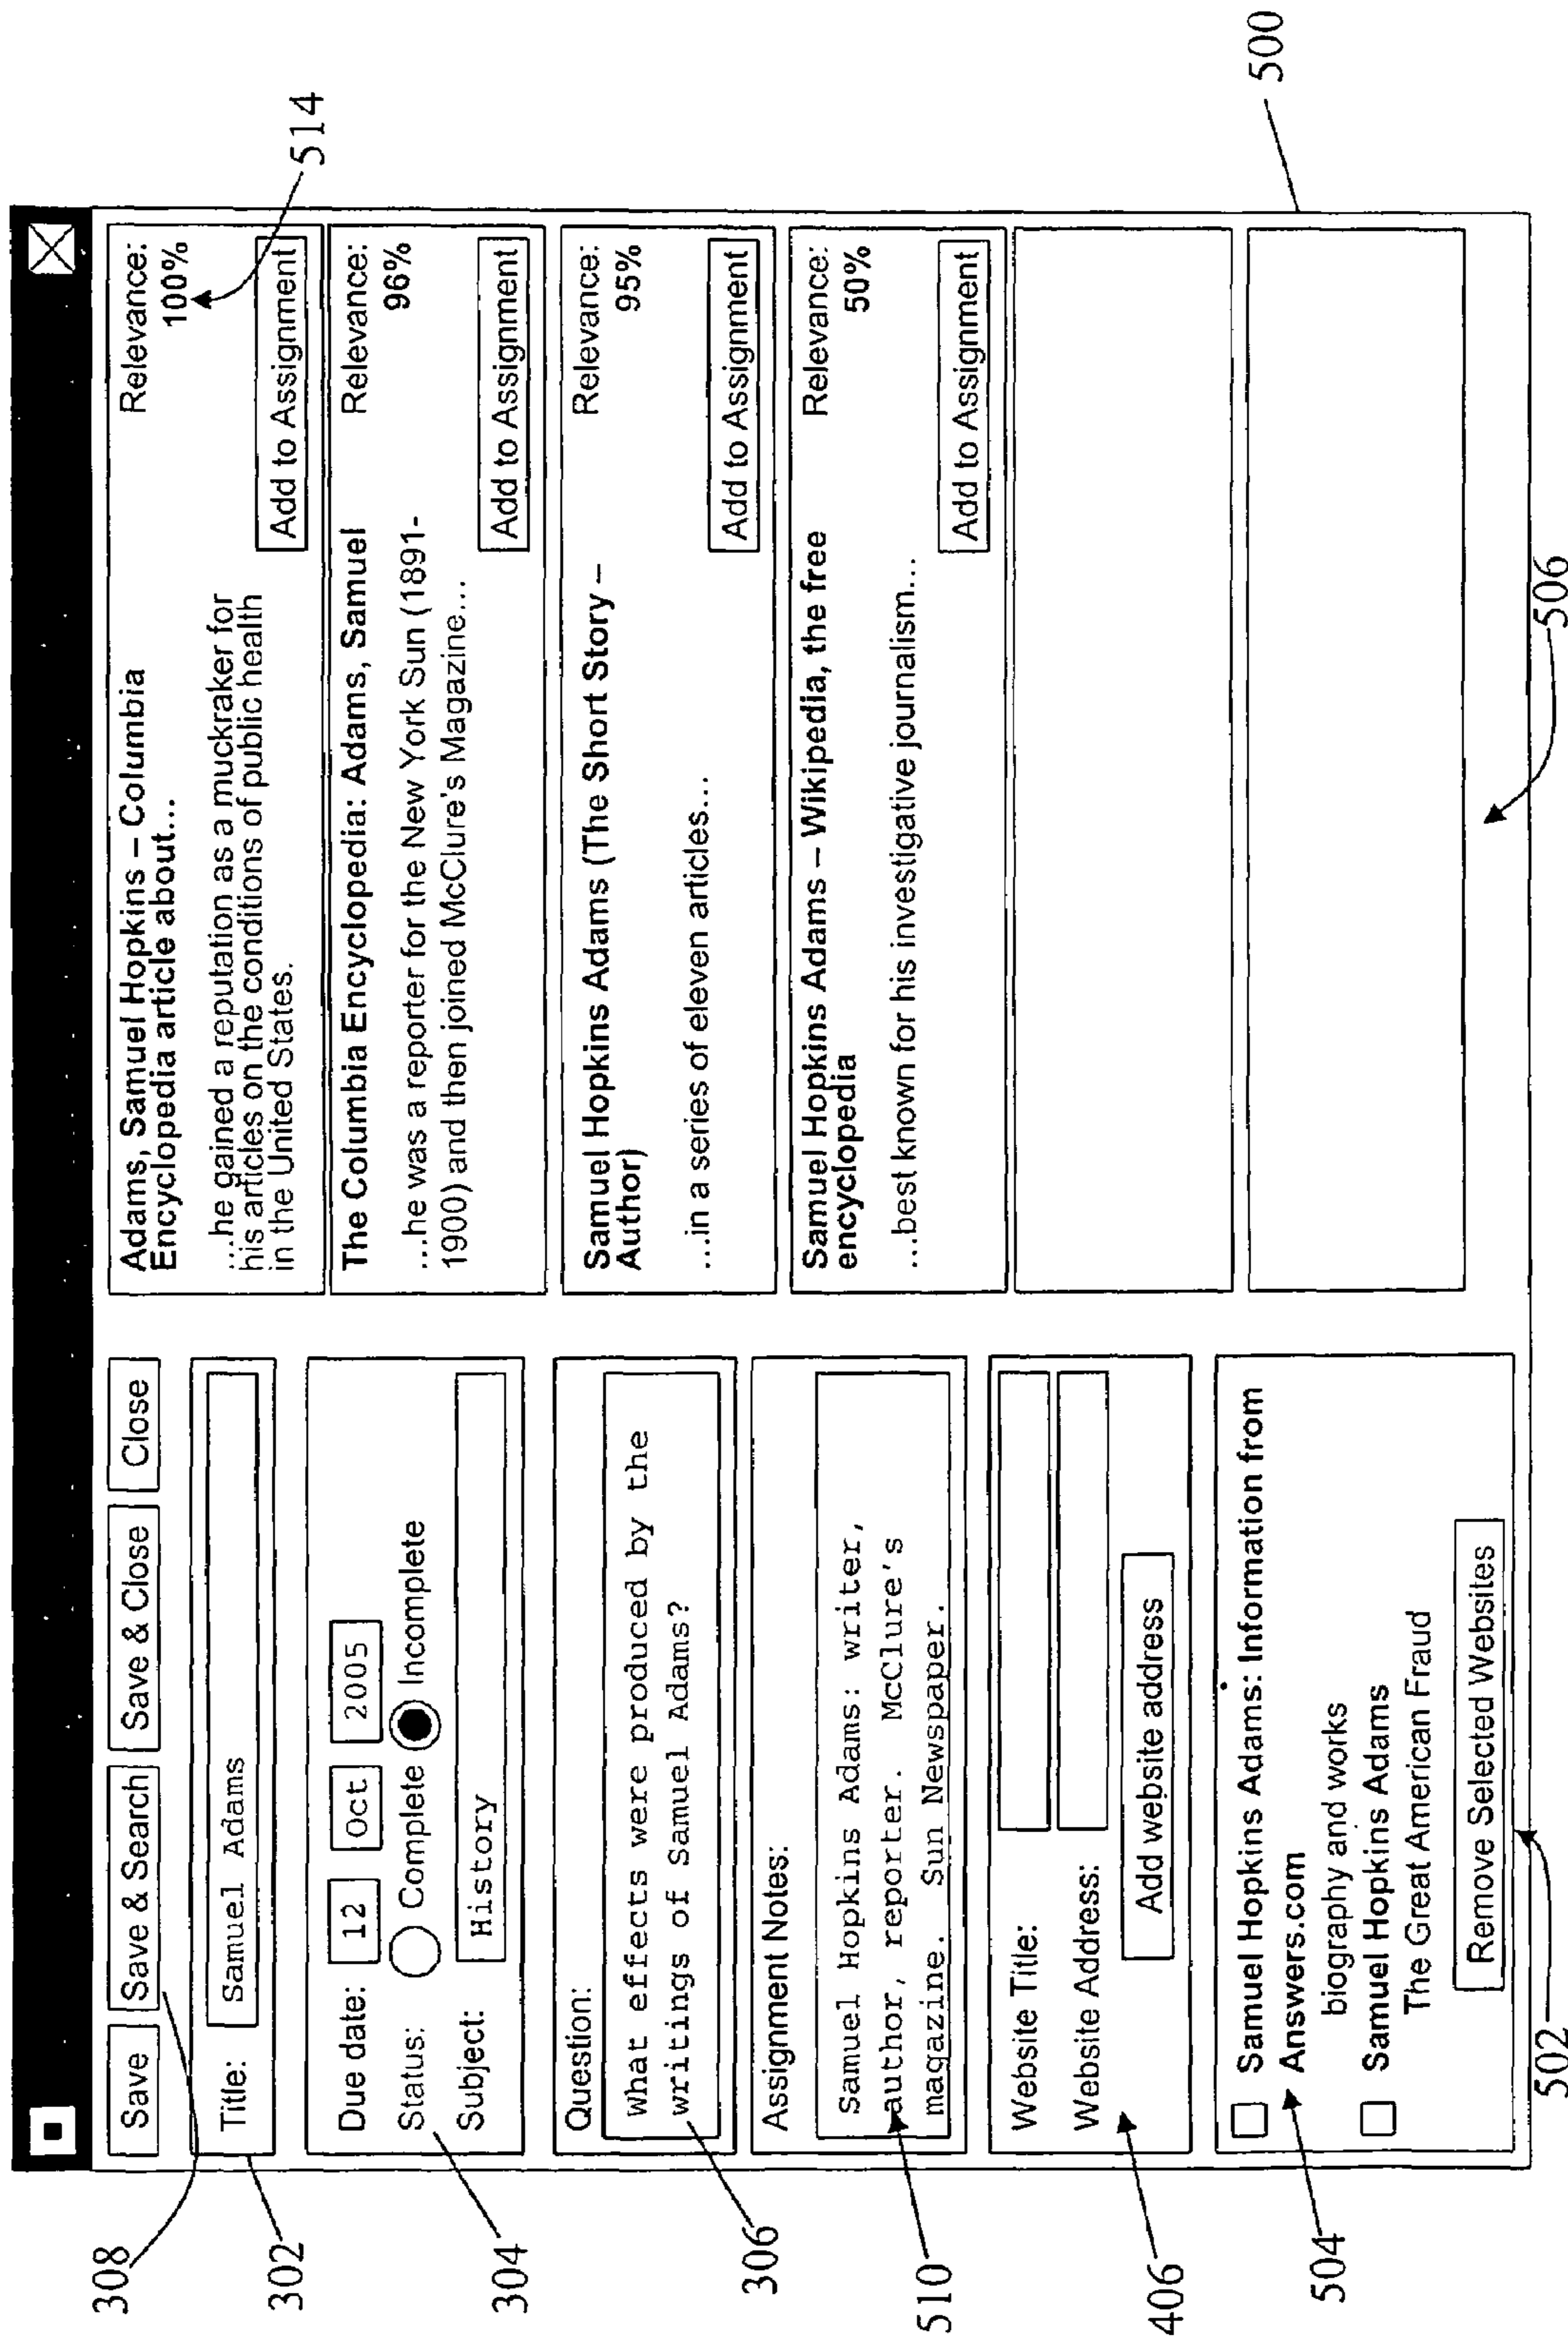 Save
Save & Search
Save & Close
Close
Title:
Samuel Adams
Due date:
12
Oct
2005
Status:
Complete
Incomplete
Subject:
History
Question:
What effects were produced by the
writings of Samuel Adams?
Assignment Notes:
Samuel Hopkins Adams: writer,
author, reporter. McClure's
magazine. Sun Newspaper.
Website Title:
Website Address:
Add website address
Samuel Hopkins Adams: Information from
Answers.com
biography and works
Samuel Hopkins Adams
The Great American Fraud
Remove Selected Websites
Adams, Samuel Hopkins – Columbia
Encyclopedia article about...
Relevance:
100%
...he gained a reputation as a muckraker for
his articles on the conditions of public health
in the United States.
Add to Assignment
The Columbia Encyclopedia: Adams, Samuel
Relevance:
96%
...he was a reporter for the New York Sun (1891-
1900) and then joined McClure's Magazine...
Add to Assignment
Samuel Hopkins Adams (The Short Story –
Author)
Relevance:
95%
...in a series of eleven articles...
Add to Assignment
Samuel Hopkins Adams – Wikipedia, the free
encyclopedia
Relevance:
50%
...best known for his investigative journalism...
Add to Assignment
308
302
304
306
510
406
504
502
506
514
500